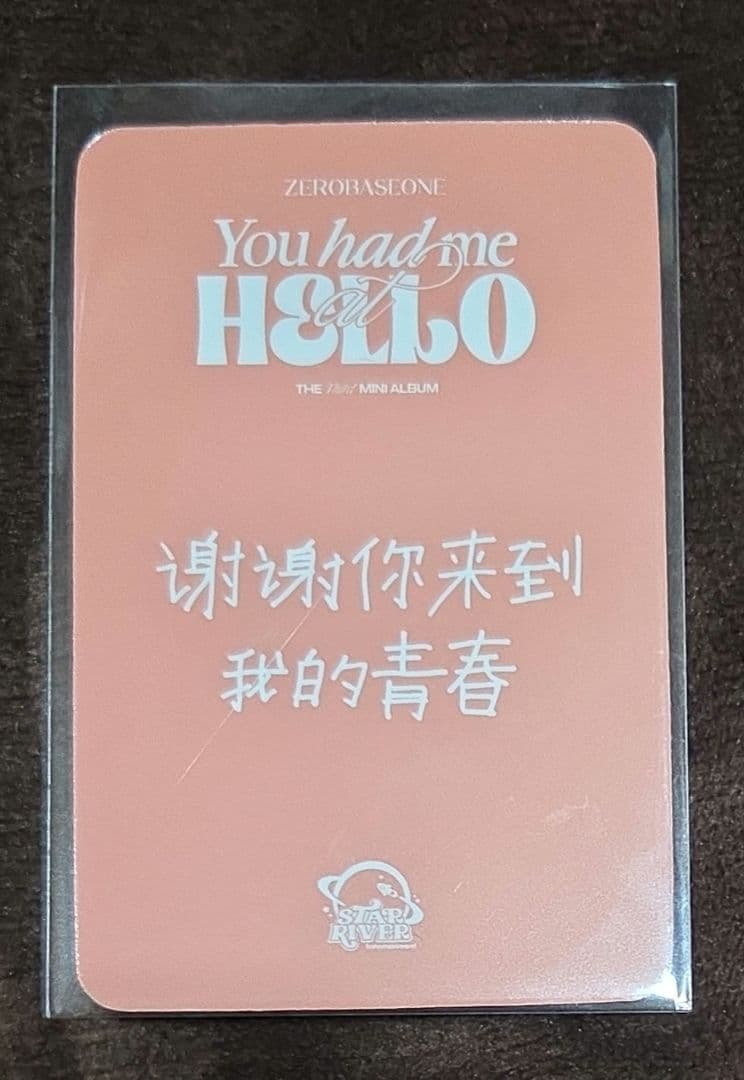 ZEROBASEONE
You had me
at
HELLO
THE Third MINI ALBUM
谢谢你来到
我的青春
STAR
RIVER
Entertainment